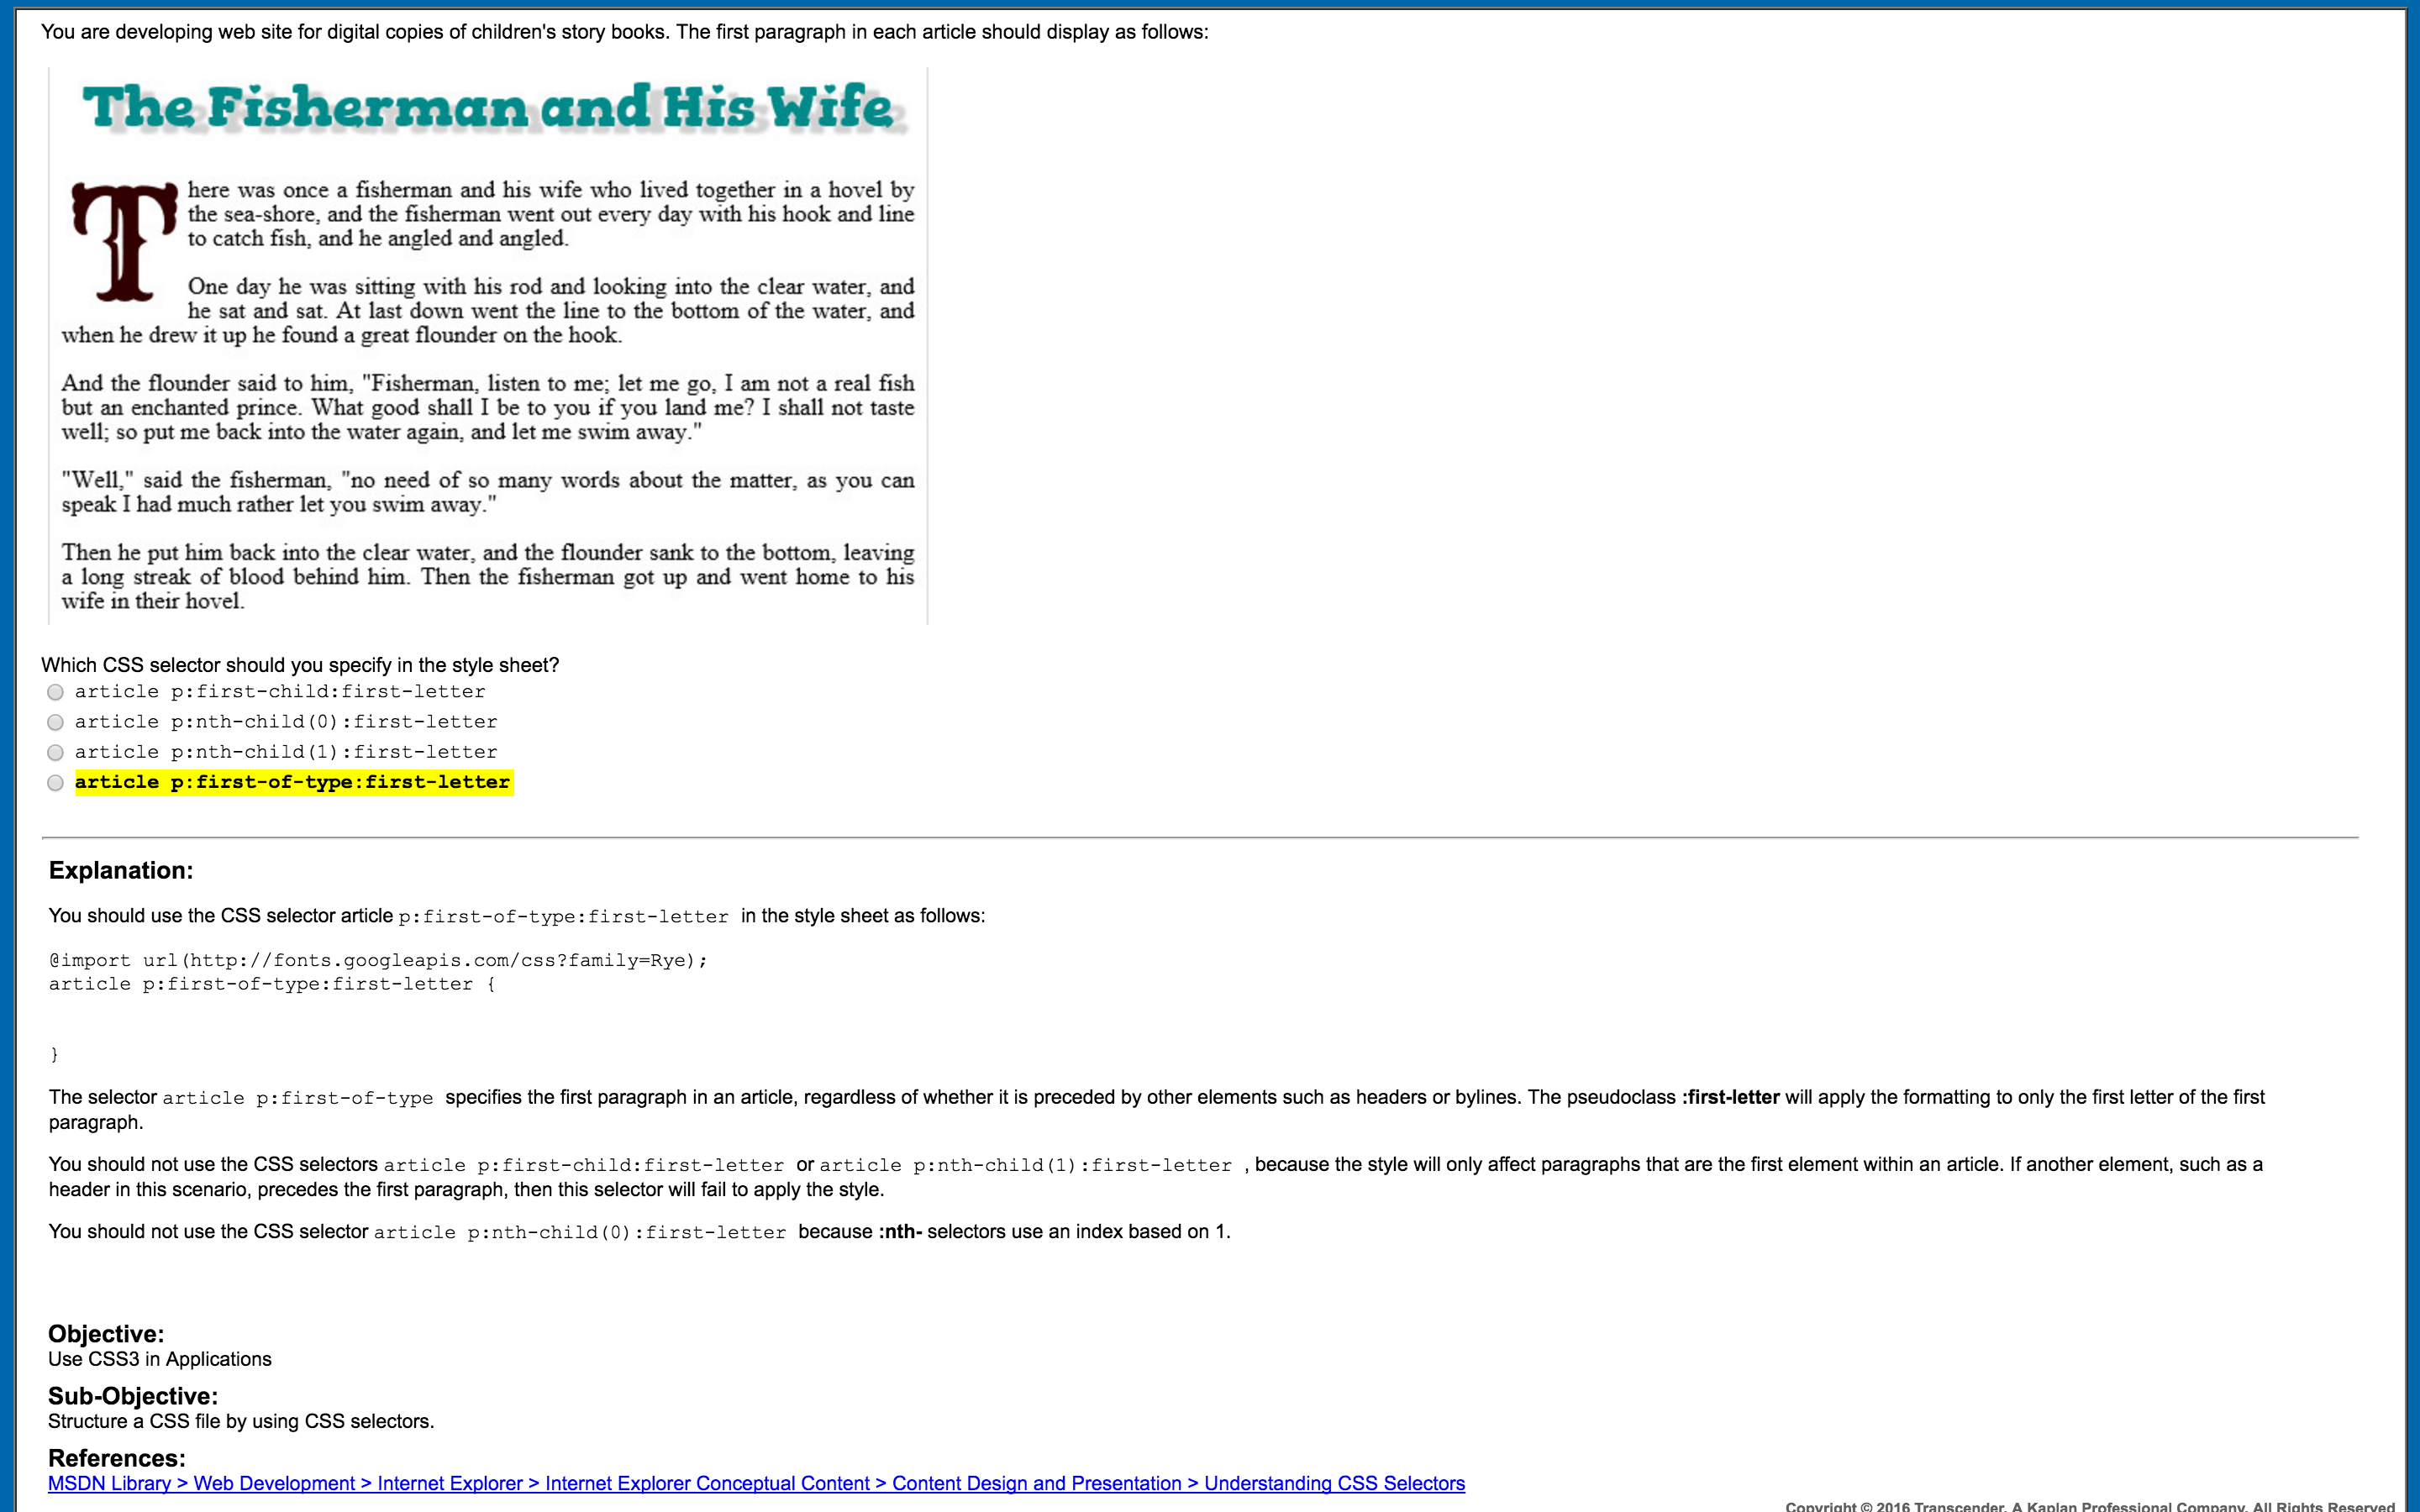 You are developing web site for digital copies of children's story books. The first paragraph in each article should display as follows:
The Fisherman and His Wife
There was once a fisherman and his wife who lived together in a hovel by
the sea-shore, and the fisherman went out every day with his hook and line
to catch fish, and he angled and angled.
One day he was sitting with his rod and looking into the clear water, and
he sat and sat. At last down went the line to the bottom of the water, and
when he drew it up he found a great flounder on the hook.
And the flounder said to him, "Fisherman, listen to me; let me go, I am not a real fish
but an enchanted prince. What good shall I be to you if you land me? I shall not taste
well; so put me back into the water again, and let me swim away."
"Well," said the fisherman, "no need of so many words about the matter, as you can
speak I had much rather let you swim away."
Then he put him back into the clear water, and the flounder sank to the bottom, leaving
a long streak of blood behind him. Then the fisherman got up and went home to his
wife in their hovel.
Which CSS selector should you specify in the style sheet?
article p:first-child:first-letter
article p:nth-child(0):first-letter
article p:nth-child(1):first-letter
article p:first-of-type:first-letter
Explanation:
You should use the CSS selector article p:first-of-type:first-letter in the style sheet as follows:
@import url(http://fonts.googleapis.com/css?family=Rye);
article p:first-of-type:first-letter {
}
The selector article p:first-of-type specifies the first paragraph in an article, regardless of whether it is preceded by other elements such as headers or bylines. The pseudoclass :first-letter will apply the formatting to only the first letter of the first
paragraph.
You should not use the CSS selectors article p:first-child:first-letter or article p:nth-child(1):first-letter , because the style will only affect paragraphs that are the first element within an article. If another element, such as a
header in this scenario, precedes the first paragraph, then this selector will fail to apply the style.
You should not use the CSS selector article p:nth-child(0):first-letter because :nth- selectors use an index based on 1.
Objective:
Use CSS3 in Applications
Sub-Objective:
Structure a CSS file by using CSS selectors.
References:
MSDN Library > Web Development > Internet Explorer > Internet Explorer Conceptual Content > Content Design and Presentation > Understanding CSS Selectors
Copyright © 2016 Transcender, A Kaplan Professional Company. All Rights Reserved